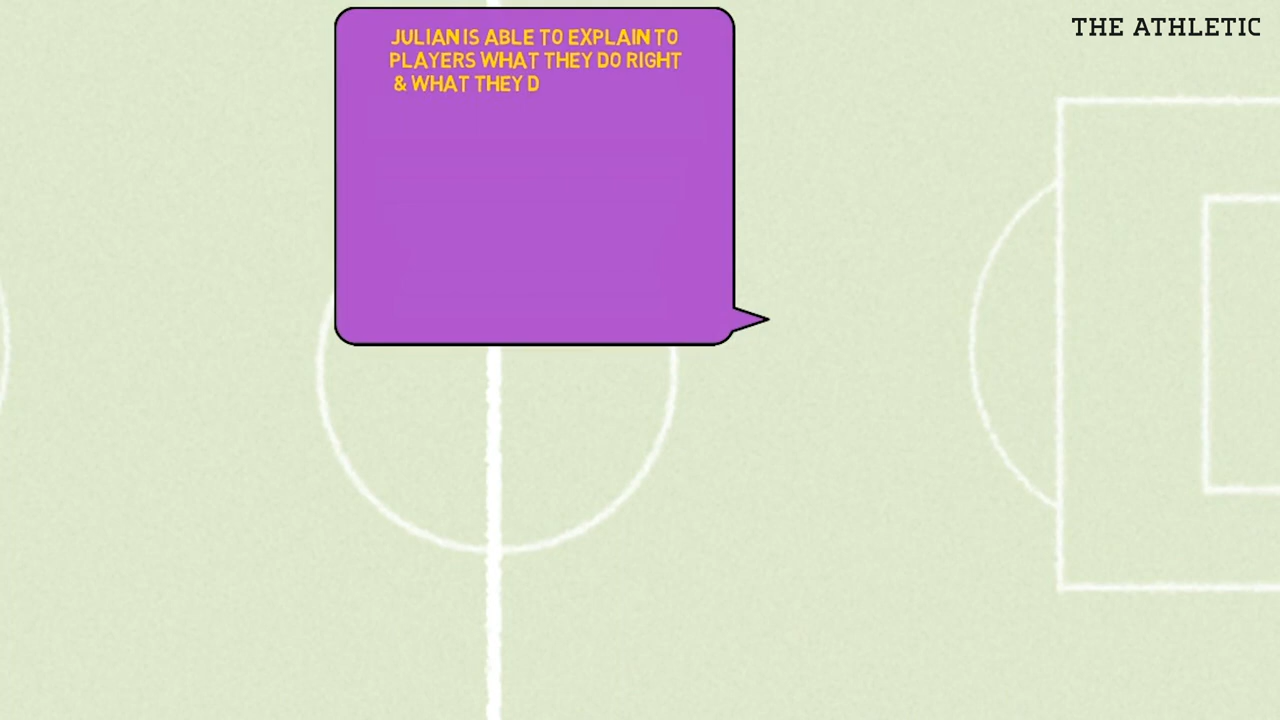 THE ATHLETIC
JULIAN IS ABLE TO EXPLAIN TO
PLAYERS WHAT THEY DO RIGHT
& WHAT THEY D